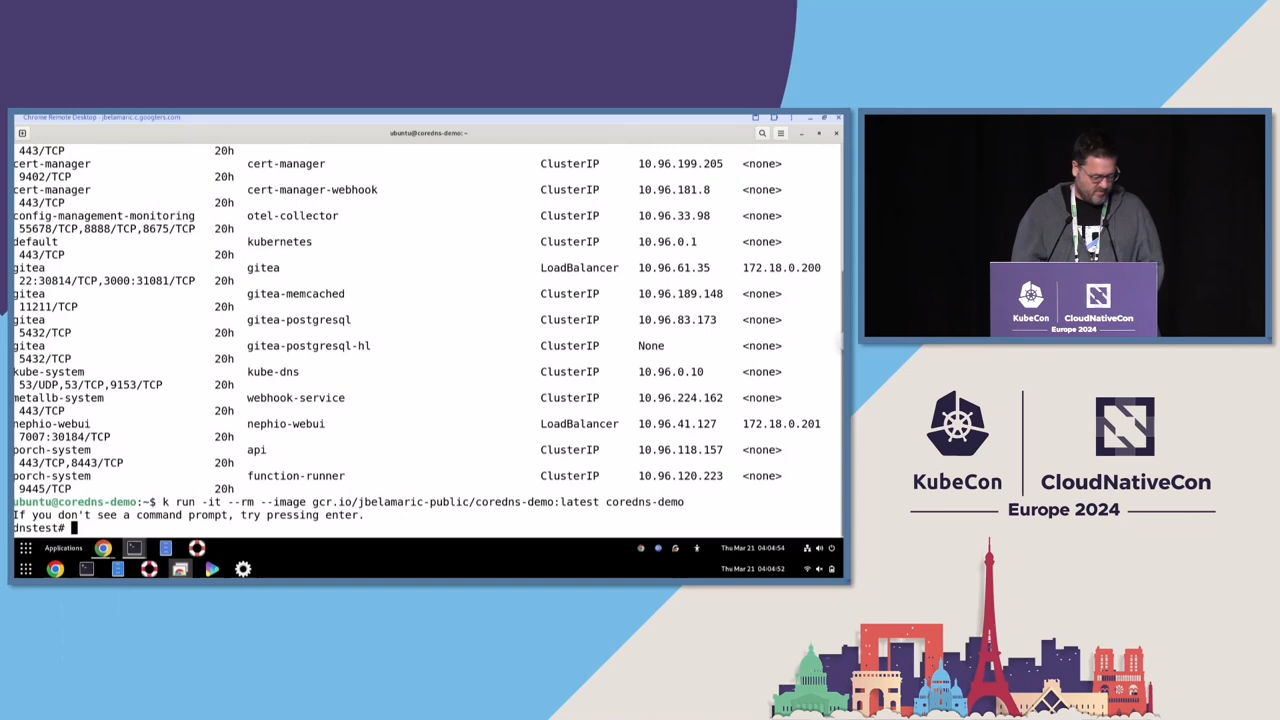 Chrome Remote Desktop - jbelamaric.c.googlers.com
ubuntu@coredns-demo: ~
443/TCP 20h
cert-manager cert-manager ClusterIP 10.96.199.205 <none>
9402/TCP 20h
cert-manager cert-manager-webhook ClusterIP 10.96.181.8 <none>
443/TCP 20h
config-management-monitoring otel-collector ClusterIP 10.96.33.98 <none>
55678/TCP,8888/TCP,8675/TCP 20h
default kubernetes ClusterIP 10.96.0.1 <none>
443/TCP 20h
gitea gitea LoadBalancer 10.96.61.35 172.18.0.200
22:30814/TCP,3000:31081/TCP 20h
gitea gitea-memcached ClusterIP 10.96.189.148 <none>
11211/TCP 20h
gitea gitea-postgresql ClusterIP 10.96.83.173 <none>
5432/TCP 20h
gitea gitea-postgresql-hl ClusterIP None <none>
5432/TCP 20h
kube-system kube-dns ClusterIP 10.96.0.10 <none>
53/UDP,53/TCP,9153/TCP 20h
metallb-system webhook-service ClusterIP 10.96.224.162 <none>
443/TCP 20h
nephio-webui nephio-webui LoadBalancer 10.96.41.127 172.18.0.201
7007:30184/TCP 20h
porch-system api ClusterIP 10.96.118.157 <none>
443/TCP,8443/TCP 20h
porch-system function-runner ClusterIP 10.96.120.223 <none>
9445/TCP 20h
ubuntu@coredns-demo:~$ k run -it --rm --image gcr.io/jbelamaric-public/coredns-demo:latest coredns-demo
If you don't see a command prompt, try pressing enter.
dnstest#
Applications
Thu Mar 21 04:04:54
Thu Mar 21 04:04:52
KubeCon
CloudNativeCon
Europe 2024
KubeCon
CloudNativeCon
Europe 2024